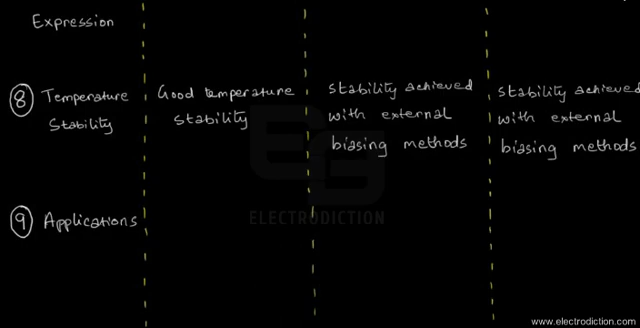 Expression
⑧ Temperature Stability
Good temperature stability
Stability achieved with external biasing methods
Stability achieved with external biasing methods
ELECTRODICTION
⑨ Applications
www.electrodiction.com